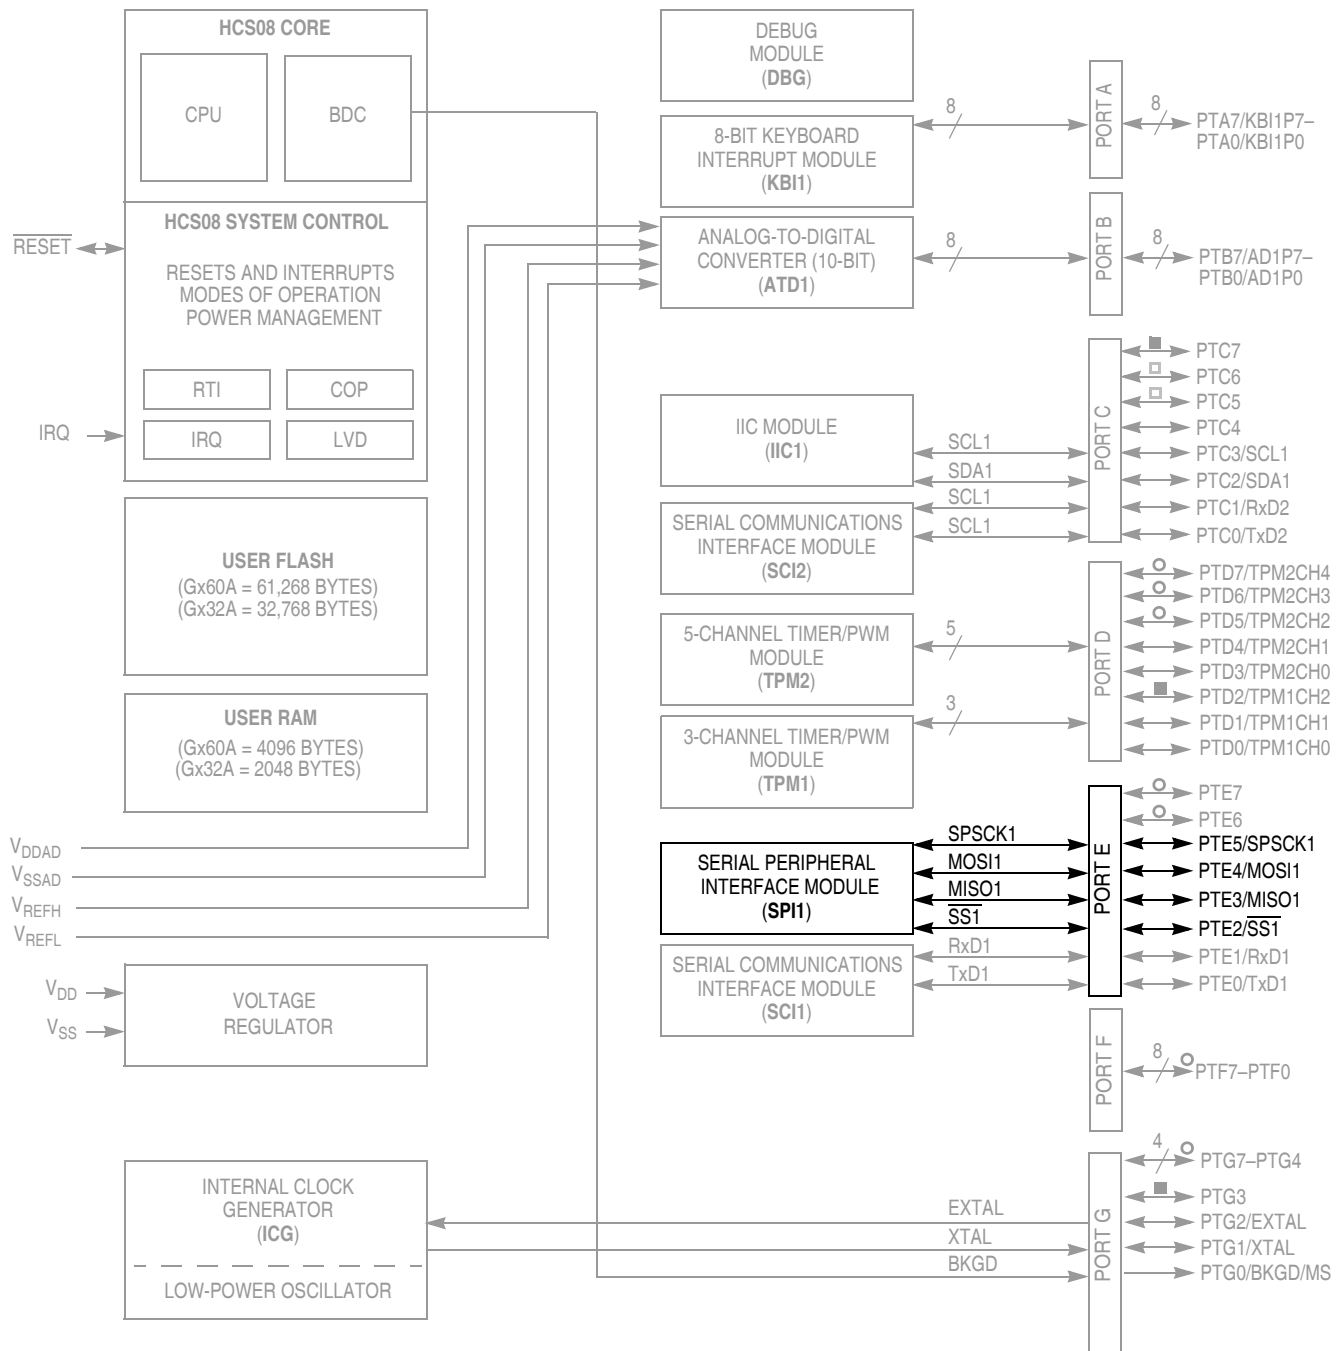 HCS08 CORE
CPU
BDC
HCS08 SYSTEM CONTROL
RESET
RESETS AND INTERRUPTS
MODES OF OPERATION
POWER MANAGEMENT
RTI
COP
IRQ
IRQ
LVD
USER FLASH
(Gx60A = 61,268 BYTES)
(Gx32A = 32,768 BYTES)
USER RAM
(Gx60A = 4096 BYTES)
(Gx32A = 2048 BYTES)
VDDAD
VSSAD
VREFH
VREFL
VDD
VSS
VOLTAGE
REGULATOR
INTERNAL CLOCK
GENERATOR
(ICG)
LOW-POWER OSCILLATOR
DEBUG
MODULE
(DBG)
8-BIT KEYBOARD
INTERRUPT MODULE
(KBI1)
8
PORT A
8
PTA7/KBI1P7–
PTA0/KBI1P0
ANALOG-TO-DIGITAL
CONVERTER (10-BIT)
(ATD1)
8
PORT B
8
PTB7/AD1P7–
PTB0/AD1P0
IIC MODULE
(IIC1)
SCL1
SDA1
SERIAL COMMUNICATIONS
INTERFACE MODULE
(SCI2)
SCL1
SCL1
PORT C
PTC7
PTC6
PTC5
PTC4
PTC3/SCL1
PTC2/SDA1
PTC1/RxD2
PTC0/TxD2
5-CHANNEL TIMER/PWM
MODULE
(TPM2)
5
3-CHANNEL TIMER/PWM
MODULE
(TPM1)
3
PORT D
PTD7/TPM2CH4
PTD6/TPM2CH3
PTD5/TPM2CH2
PTD4/TPM2CH1
PTD3/TPM2CH0
PTD2/TPM1CH2
PTD1/TPM1CH1
PTD0/TPM1CH0
SERIAL PERIPHERAL
INTERFACE MODULE
(SPI1)
SPSCK1
MOSI1
MISO1
SS1
SERIAL COMMUNICATIONS
INTERFACE MODULE
(SCI1)
RxD1
TxD1
PORT E
PTE7
PTE6
PTE5/SPSCK1
PTE4/MOSI1
PTE3/MISO1
PTE2/SS1
PTE1/RxD1
PTE0/TxD1
PORT F
8
PTF7–PTF0
EXTAL
XTAL
BKGD
PORT G
4
PTG7–PTG4
PTG3
PTG2/EXTAL
PTG1/XTAL
PTG0/BKGD/MS